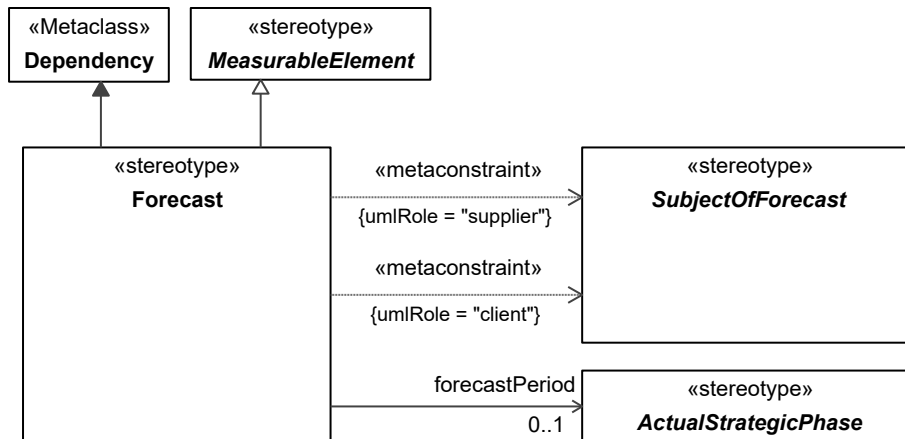 «Metaclass»
Dependency
«stereotype»
MeasurableElement
«stereotype»
Forecast
«metaconstraint»
{umlRole = "supplier"}
«metaconstraint»
{umlRole = "client"}
«stereotype»
SubjectOfForecast
forecastPeriod
0..1
«stereotype»
ActualStrategicPhase